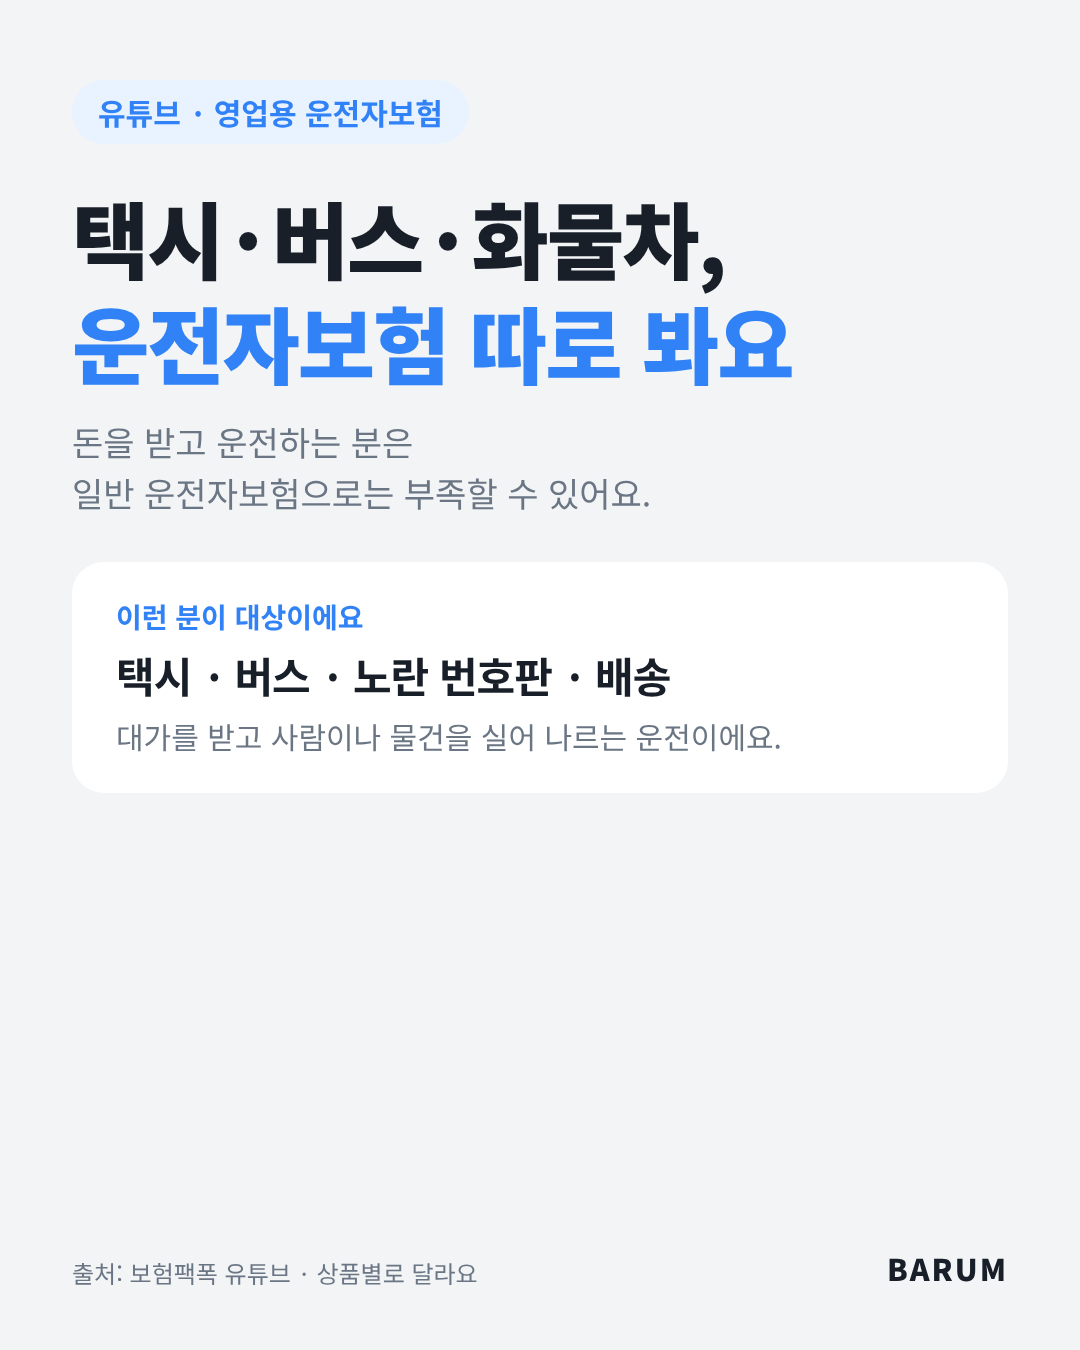 유튜브 · 영업용 운전자보험
택시·버스·화물차,
운전자보험 따로 봐요
돈을 받고 운전하는 분은
일반 운전자보험으로는 부족할 수 있어요.
이런 분이 대상이에요
택시 · 버스 · 노란 번호판 · 배송
대가를 받고 사람이나 물건을 실어 나르는 운전이에요.
출처: 보험팩폭 유튜브 · 상품별로 달라요
BARUM